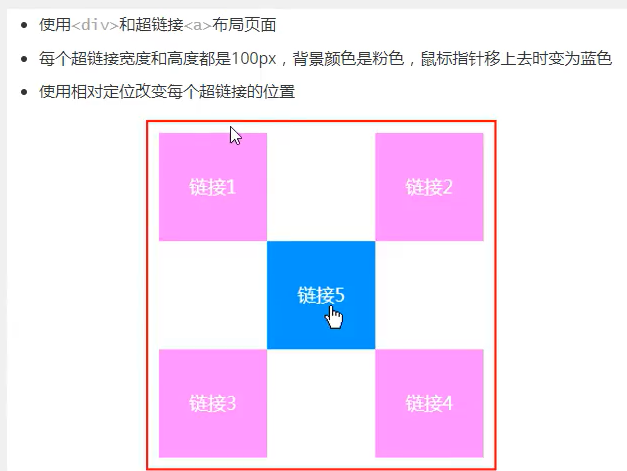 使用<div>和超链接<a>布局页面
每个超链接宽度和高度都是100px，背景颜色是粉色，鼠标指针移上去时变为蓝色
使用相对定位改变每个超链接的位置
链接1
链接2
链接5
链接3
链接4